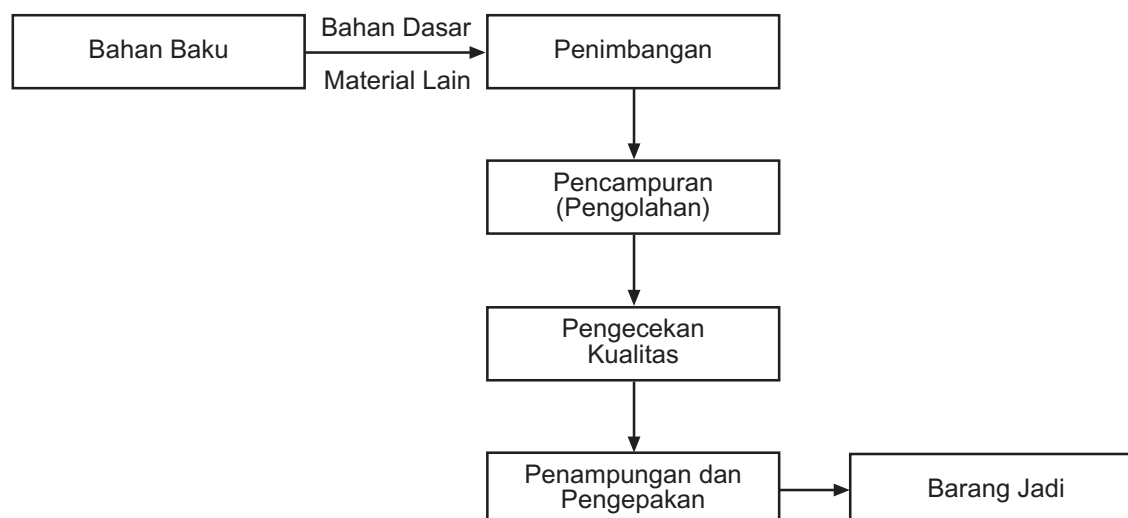 Bahan Baku
Bahan Dasar
Material Lain
Penimbangan
Pencampuran
(Pengolahan)
Pengecekan
Kualitas
Penampungan dan
Pengepakan
Barang Jadi